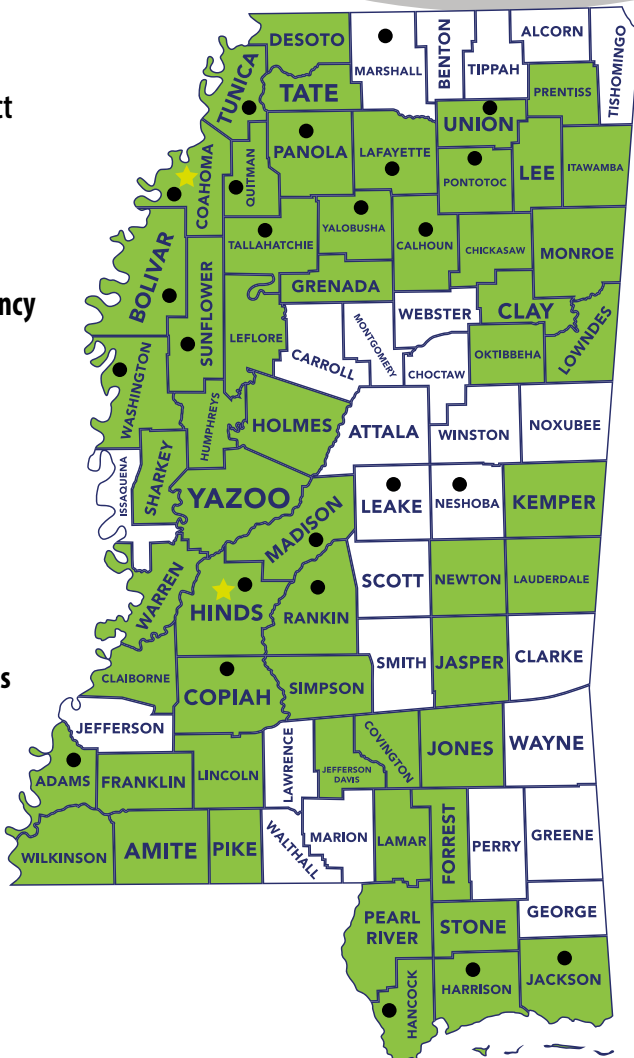 DESOTO
MARSHALL
BENTON
TIPPAH
ALCORN
TISHOMINGO
TUNICA
TATE
PRENTISS
ct
UNION
PANOLA
LAFAYETTE
COAHOMA
QUITMAN
PONTOTOC
LEE
ITAWAMBA
TALLAHATCHIE
YALOBUSHA
CALHOUN
CHICKASAW
MONROE
BOLIVAR
SUNFLOWER
GRENADA
ncy
WEBSTER
CLAY
LOWNDES
LEFLORE
MONTGOMERY
CARROLL
CHOCTAW
OKTIBBEHA
WASHINGTON
HUMPHREYS
HOLMES
ATTALA
WINSTON
NOXUBEE
ISSAQUENA
SHARKEY
YAZOO
LEAKE
NESHOBA
KEMPER
MADISON
WARREN
SCOTT
NEWTON
LAUDERDALE
HINDS
RANKIN
SMITH
JASPER
CLARKE
s
CLAIBORNE
COPIAH
SIMPSON
JEFFERSON
LAWRENCE
COVINGTON
JONES
WAYNE
ADAMS
FRANKLIN
LINCOLN
JEFFERSON
DAVIS
WILKINSON
AMITE
PIKE
WALTHALL
MARION
LAMAR
FORREST
PERRY
GREENE
PEARL
RIVER
STONE
GEORGE
HANCOCK
HARRISON
JACKSON